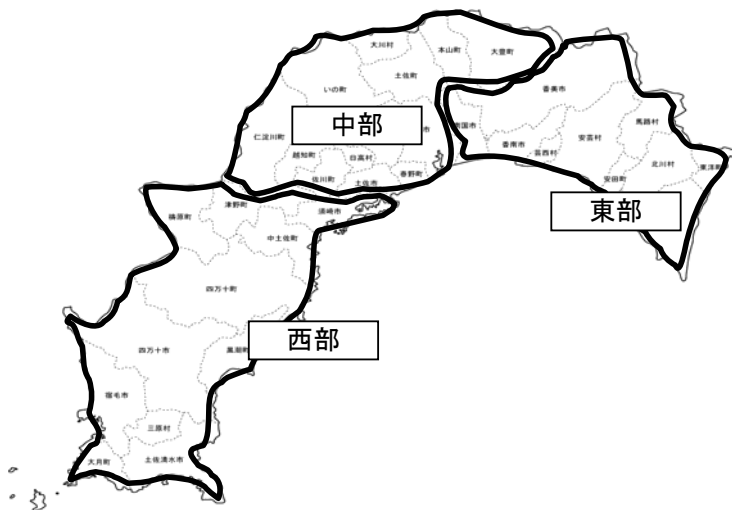 大川村
本山町
大豊町
土佐町
いの町
中部
市
仁淀川町
越知町
日高村
佐川町
土佐市
春野町
香美市
南国市
香南市
芸西村
安芸村
馬路村
北川村
東洋町
安田町
東部
梼原町
津野町
須崎市
中土佐町
四万十町
西部
四万十市
黒潮町
宿毛市
三原村
大月町
土佐清水市